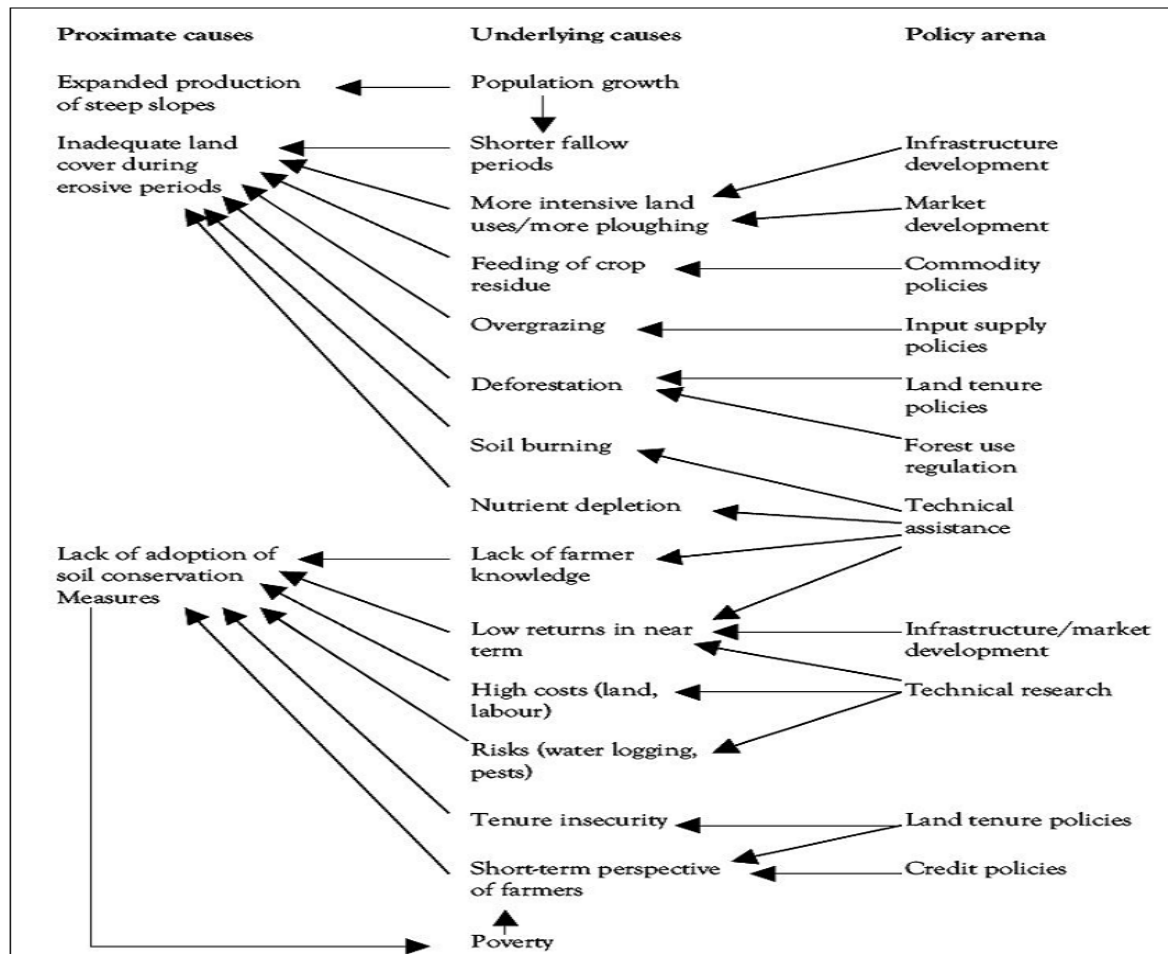 Proximate causes
Underlying causes
Policy arena
Expanded production
of steep slopes
Population growth
Inadequate land
cover during
erosive periods
Shorter fallow
periods
Infrastructure
development
More intensive land
uses/more ploughing
Market
development
Feeding of crop
residue
Commodity
policies
Overgrazing
Input supply
policies
Deforestation
Land tenure
policies
Soil burning
Forest use
regulation
Nutrient depletion
Technical
assistance
Lack of adoption of
soil conservation
Measures
Lack of farmer
knowledge
Low returns in near
term
Infrastructure/market
development
High costs (land,
labour)
Technical research
Risks (water logging,
pests)
Tenure insecurity
Land tenure policies
Short-term perspective
of farmers
Credit policies
Poverty